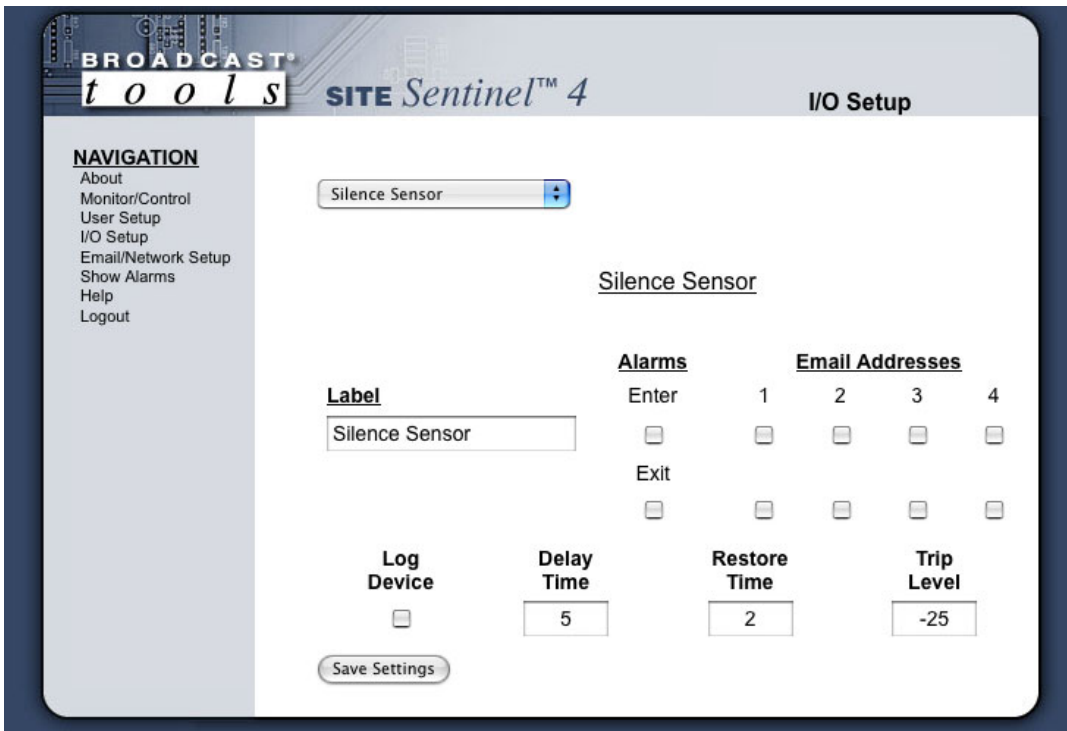 BROADCAST®
tools
SITE Sentinel™ 4
I/O Setup
NAVIGATION
About
Monitor/Control
User Setup
I/O Setup
Email/Network Setup
Show Alarms
Help
Logout
Silence Sensor
Silence Sensor
Alarms Email Addresses
Label Enter 1 2 3 4
Silence Sensor
Exit
Log Device Delay Time Restore Time Trip Level
5 2 -25
Save Settings